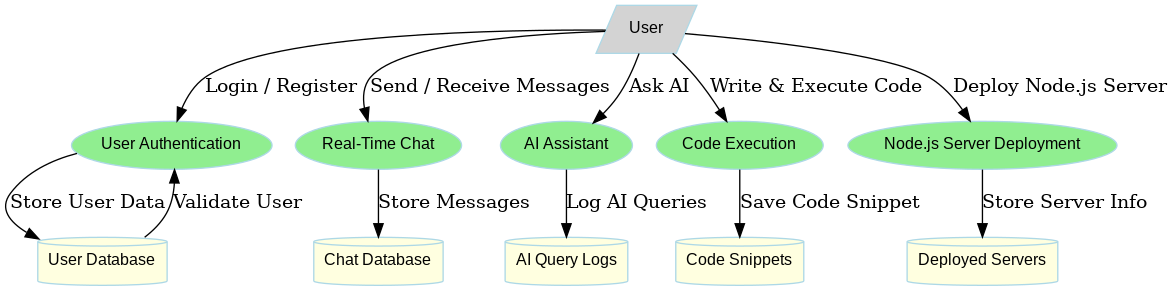 User
Login / Register
Send / Receive Messages
Ask AI
Write & Execute Code
Deploy Node.js Server
User Authentication
Real-Time Chat
AI Assistant
Code Execution
Node.js Server Deployment
Store User Data
Validate User
Store Messages
Log AI Queries
Save Code Snippet
Store Server Info
User Database
Chat Database
AI Query Logs
Code Snippets
Deployed Servers